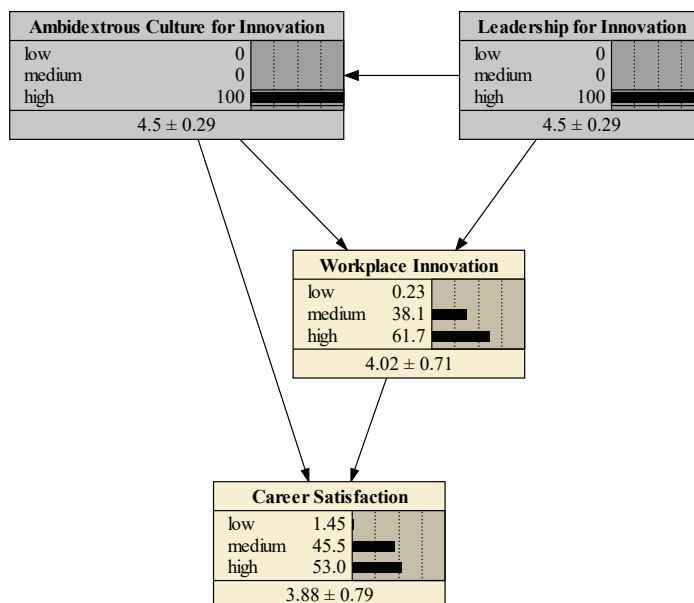 Ambidextrous Culture for Innovation
low 0
medium 0
high 100
4.5 ± 0.29
Leadership for Innovation
low 0
medium 0
high 100
4.5 ± 0.29
Workplace Innovation
low 0.23
medium 38.1
high 61.7
4.02 ± 0.71
Career Satisfaction
low 1.45
medium 45.5
high 53.0
3.88 ± 0.79